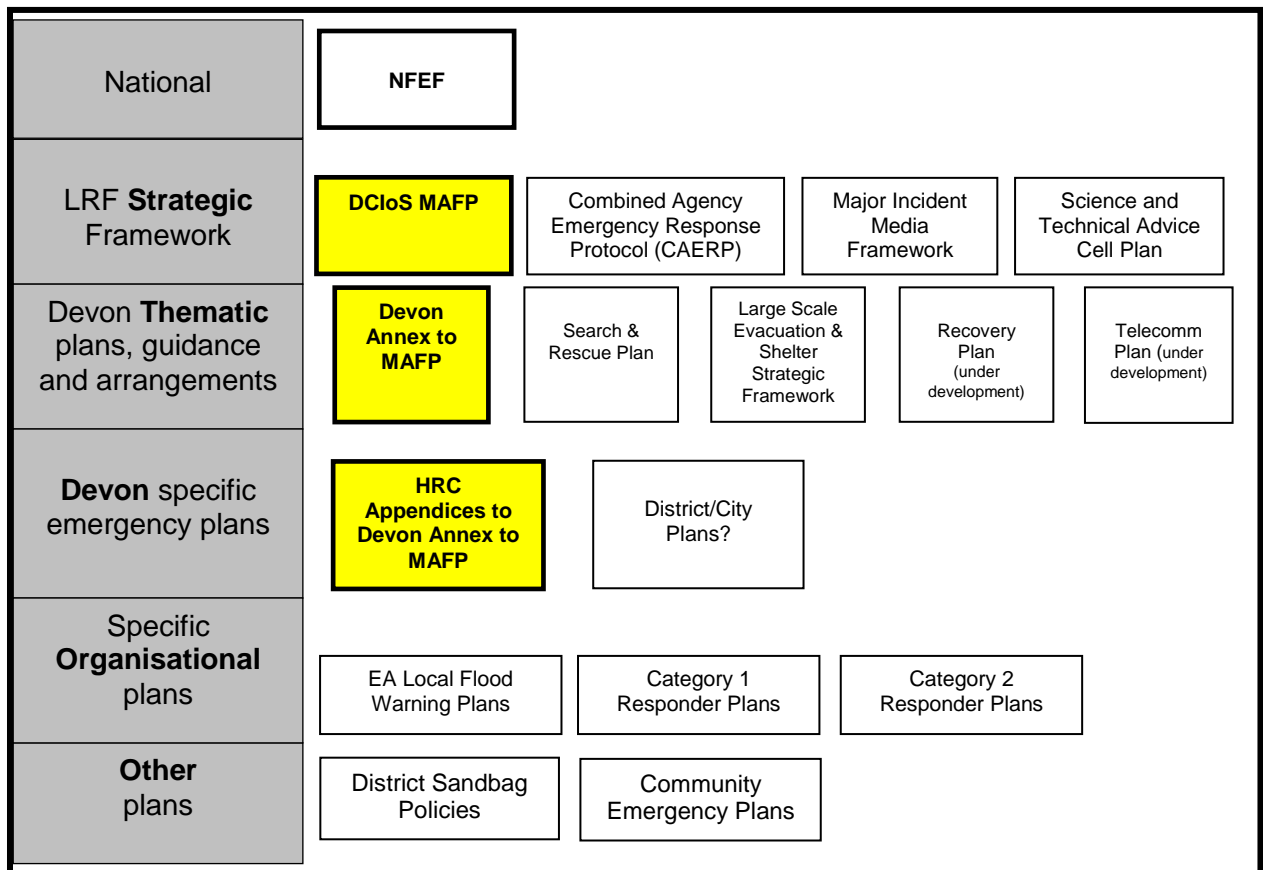 National
NFEF
LRF Strategic
Framework
DCIoS MAFP
Combined Agency
Emergency Response
Protocol (CAERP)
Major Incident
Media
Framework
Science and
Technical Advice
Cell Plan
Devon Thematic
plans, guidance
and arrangements
Devon
Annex to
MAFP
Search &
Rescue Plan
Large Scale
Evacuation &
Shelter
Strategic
Framework
Recovery
Plan
(under
development)
Telecomm
Plan (under
development)
Devon specific
emergency plans
HRC
Appendices to
Devon Annex to
MAFP
District/City
Plans?
Specific
Organisational
plans
EA Local Flood
Warning Plans
Category 1
Responder Plans
Category 2
Responder Plans
Other
plans
District Sandbag
Policies
Community
Emergency Plans